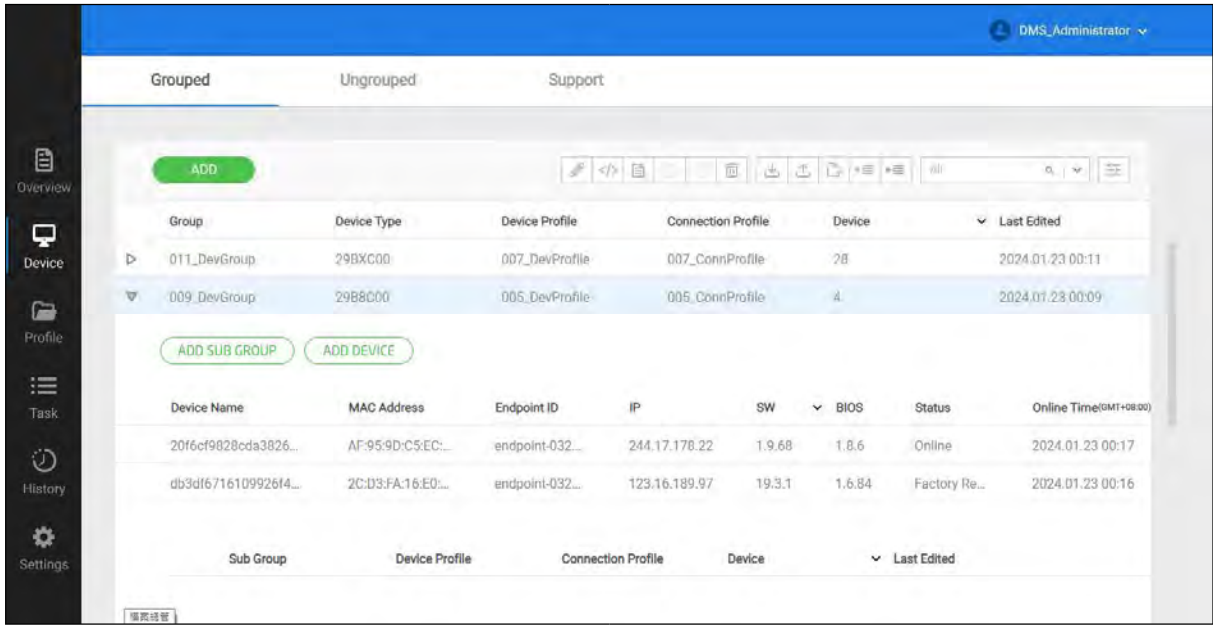 DMS_Administrator
Grouped Ungrouped Support
Overview
Device
Profile
Task
History
Settings
ADD </> all
Group Device Type Device Profile Connection Profile Device Last Edited
011_DevGroup 29BXC00 007_DevProfile 007_ConnProfile 28 2024.01.23 00:11
009_DevGroup 29B8C00 005_DevProfile 005_ConnProfile 4 2024.01.23 00:09
ADD SUB GROUP ADD DEVICE
Device Name MAC Address Endpoint ID IP SW BIOS Status Online Time(GMT+08:00)
20f6cf9828cda3826... AF:95:9D:C5:EC:... endpoint-032... 244.17.178.22 1.9.68 1.8.6 Online 2024.01.23 00:17
db3df6716109926f4... 2C:D3:FA:16:E0:... endpoint-032... 123.16.189.97 19.3.1 1.6.84 Factory Re... 2024.01.23 00:16
Sub Group Device Profile Connection Profile Device Last Edited